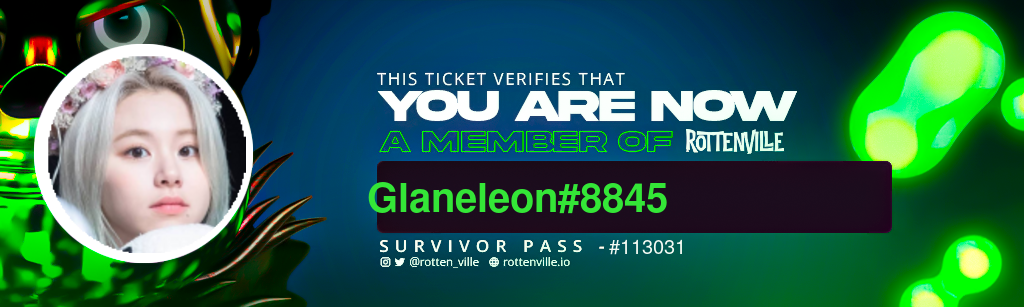 THIS TICKET VERIFIES THAT
YOU ARE NOW
A MEMBER OF ROTTENVILLE
Glaneleon#8845
SURVIVOR PASS - #113031
@rotten_ville rottenville.io